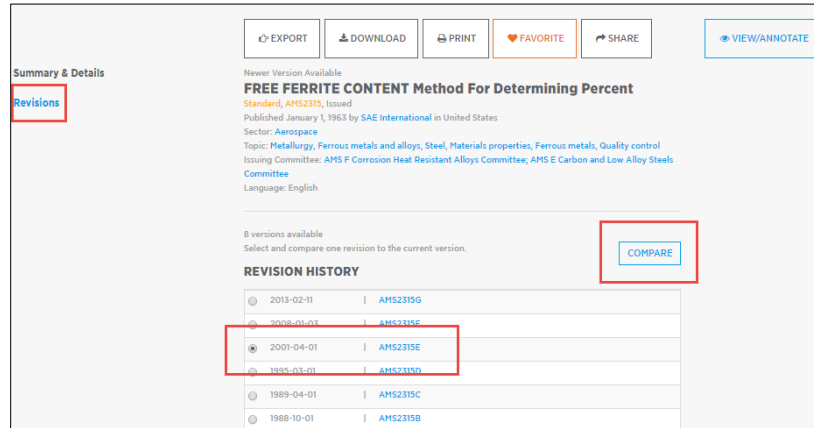 EXPORT
DOWNLOAD
PRINT
FAVORITE
SHARE
VIEW/ANNOTATE
Summary & Details
Revisions
Newer Version Available
FREE FERRITE CONTENT Method For Determining Percent
Standard, AMS2315, Issued
Published January 1, 1963 by SAE International in United States
Sector: Aerospace
Topic: Metallurgy, Ferrous metals and alloys, Steel, Materials properties, Ferrous metals, Quality control
Issuing Committee: AMS F Corrosion Heat Resistant Alloys Committee; AMS E Carbon and Low Alloy Steels
Committee
Language: English
8 versions available
Select and compare one revision to the current version.
COMPARE
REVISION HISTORY
2013-02-11 | AMS2315G
2008-01-03 | AMS2315F
2001-04-01 | AMS2315E
1995-03-01 | AMS2315D
1989-04-01 | AMS2315C
1988-10-01 | AMS2315B